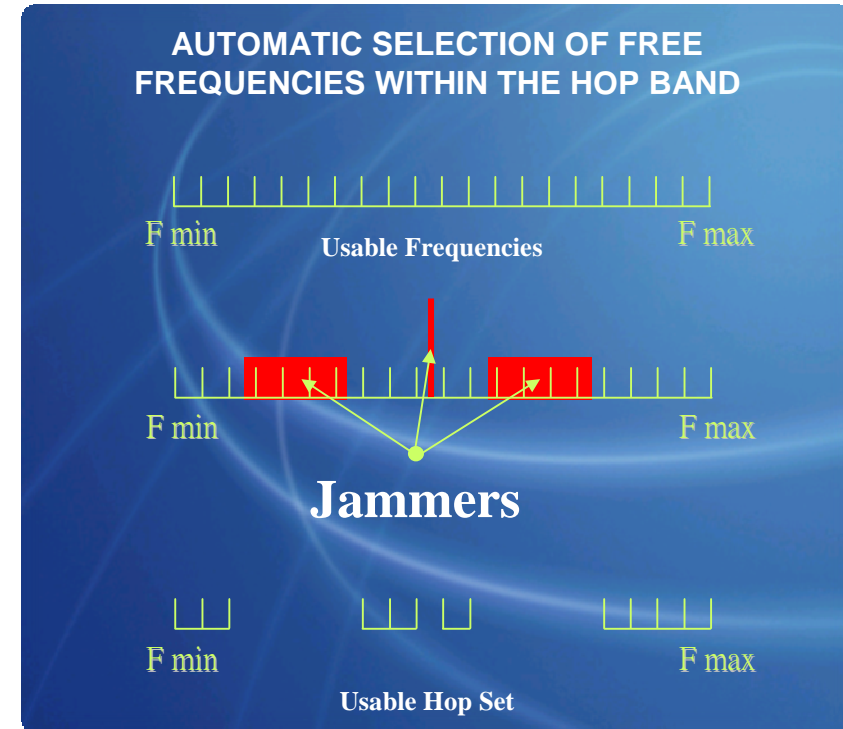 AUTOMATIC SELECTION OF FREE
FREQUENCIES WITHIN THE HOP BAND
F min
Usable Frequencies
F max
F min
F max
Jammers
F min
F max
Usable Hop Set